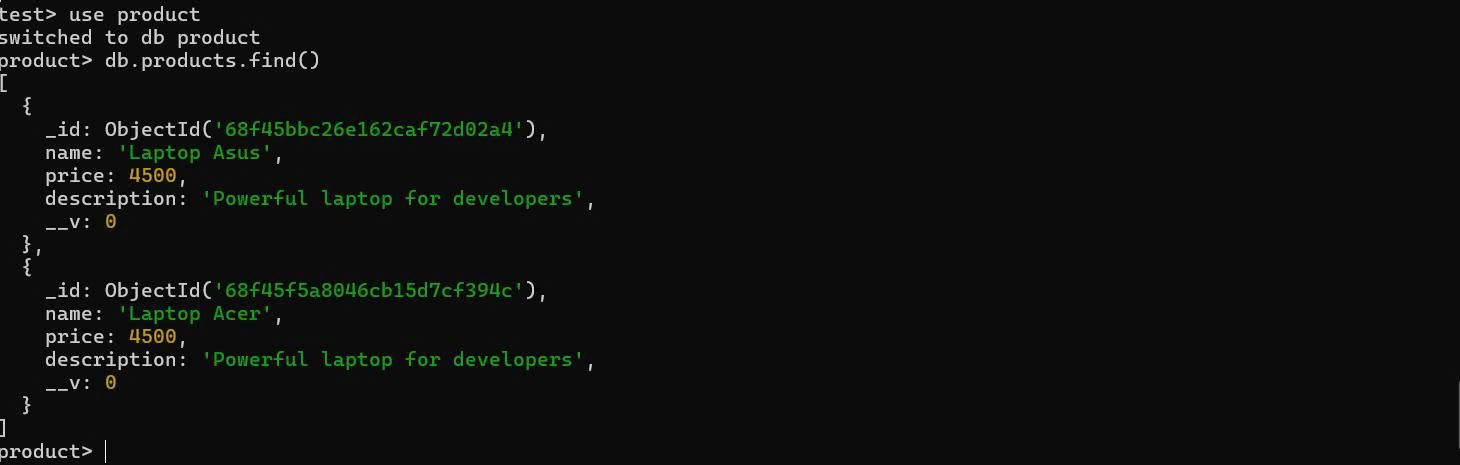 test> use product
switched to db product
product> db.products.find()
[
  {
    _id: ObjectId('68f45bbc26e162caf72d02a4'),
    name: 'Laptop Asus',
    price: 4500,
    description: 'Powerful laptop for developers',
    __v: 0
  },
  {
    _id: ObjectId('68f45f5a8046cb15d7cf394c'),
    name: 'Laptop Acer',
    price: 4500,
    description: 'Powerful laptop for developers',
    __v: 0
  }
]
product>